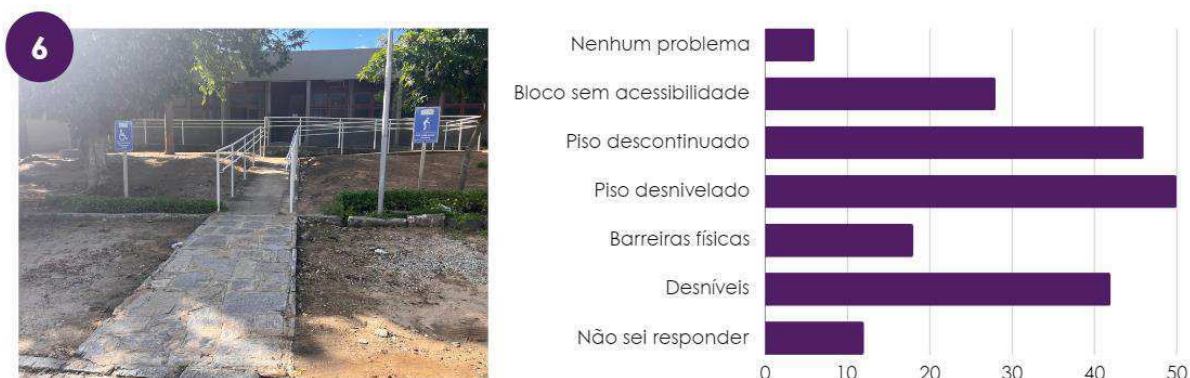 6
Nenhum problema
Bloco sem acessibilidade
Piso descontinuado
Piso desnivelado
Barreiras físicas
Desníveis
Não sei responder
0 10 20 30 40 50